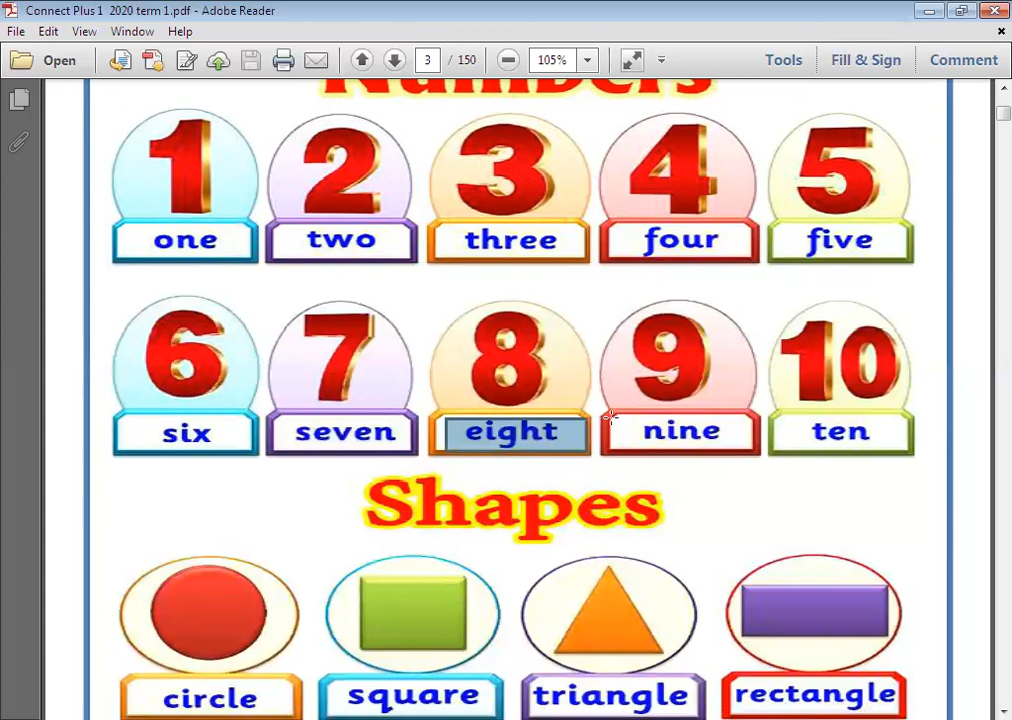 Connect Plus 1 2020 term 1.pdf - Adobe Reader
File Edit View Window Help
Open 3 / 150 105% Tools Fill & Sign Comment
Numbers
1 2 3 4 5
one two three four five
6 7 8 9 10
six seven eight nine ten
Shapes
circle square triangle rectangle